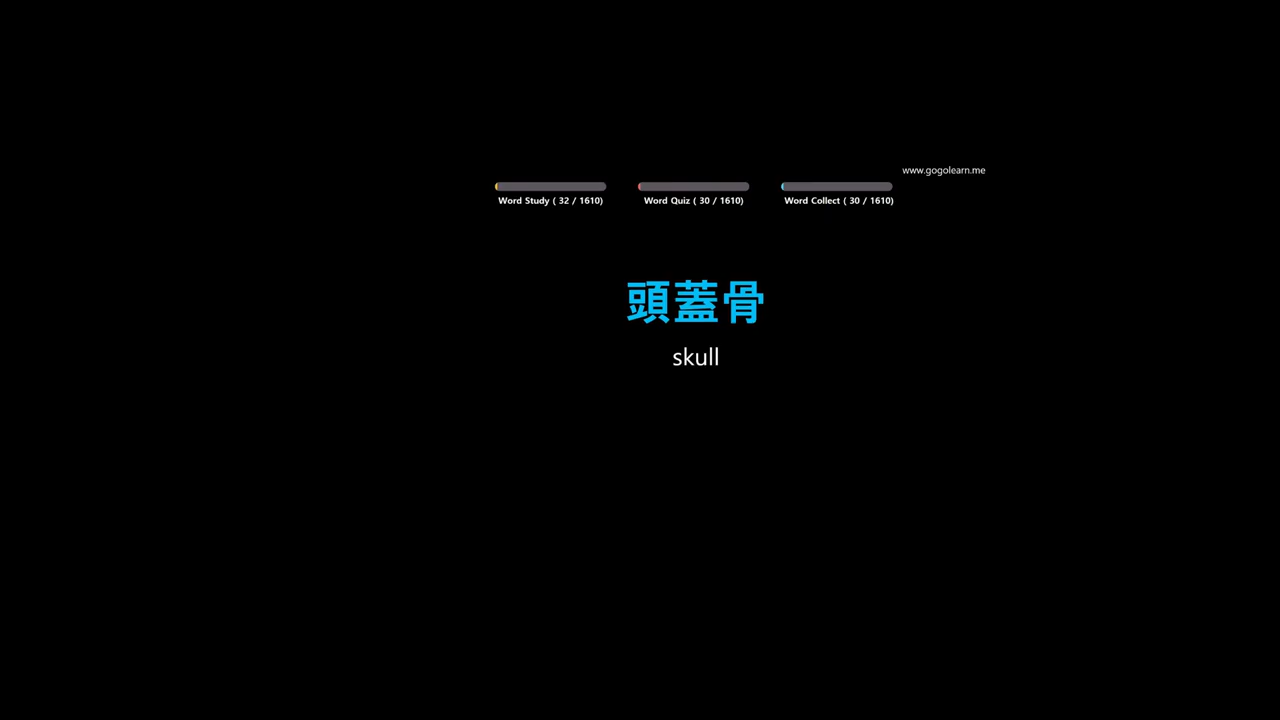 www.gogolearn.me
Word Study ( 32 / 1610)
Word Quiz ( 30 / 1610)
Word Collect ( 30 / 1610)
頭蓋骨
skull